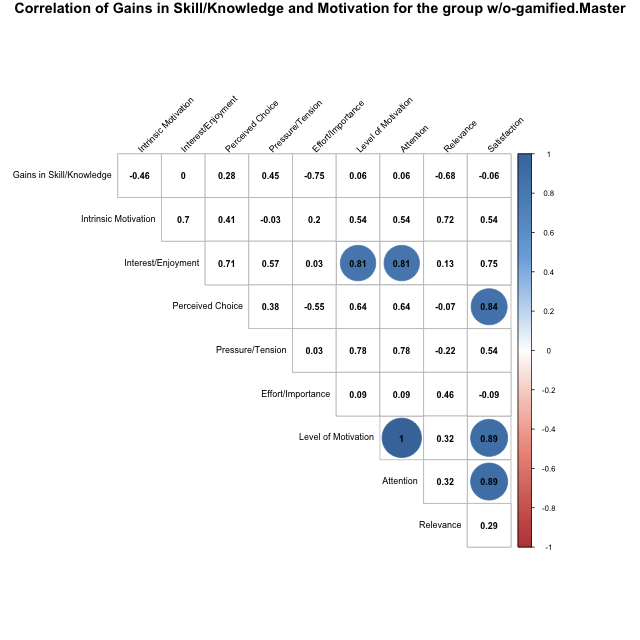 Correlation of Gains in Skill/Knowledge and Motivation for the group w/o-gamified.Master
Intrinsic Motivation
Interest/Enjoyment
Perceived Choice
Pressure/Tension
Effort/Importance
Level of Motivation
Attention
Relevance
Satisfaction
Gains in Skill/Knowledge -0.46 0 0.28 0.45 -0.75 0.06 0.06 -0.68 -0.06
Intrinsic Motivation 0.7 0.41 -0.03 0.2 0.54 0.54 0.72 0.54
Interest/Enjoyment 0.71 0.57 0.03 0.81 0.81 0.13 0.75
Perceived Choice 0.38 -0.55 0.64 0.64 -0.07 0.84
Pressure/Tension 0.03 0.78 0.78 -0.22 0.54
Effort/Importance 0.09 0.09 0.46 -0.09
Level of Motivation 1 0.32 0.89
Attention 0.32 0.89
Relevance 0.29
1
0.8
0.6
0.4
0.2
0
-0.2
-0.4
-0.6
-0.8
-1